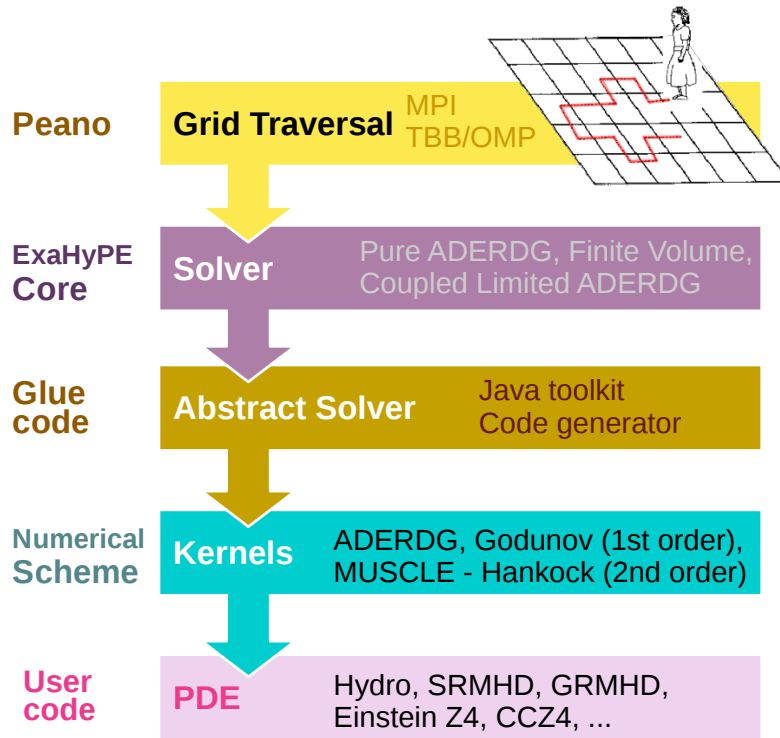 Peano
Grid Traversal
MPI
TBB/OMP
ExaHyPE
Core
Solver
Pure ADERDG, Finite Volume,
Coupled Limited ADERDG
Glue
code
Abstract Solver
Java toolkit
Code generator
Numerical
Scheme
Kernels
ADERDG, Godunov (1st order),
MUSCLE - Hankock (2nd order)
User
code
PDE
Hydro, SRMHD, GRMHD,
Einstein Z4, CCZ4, ...